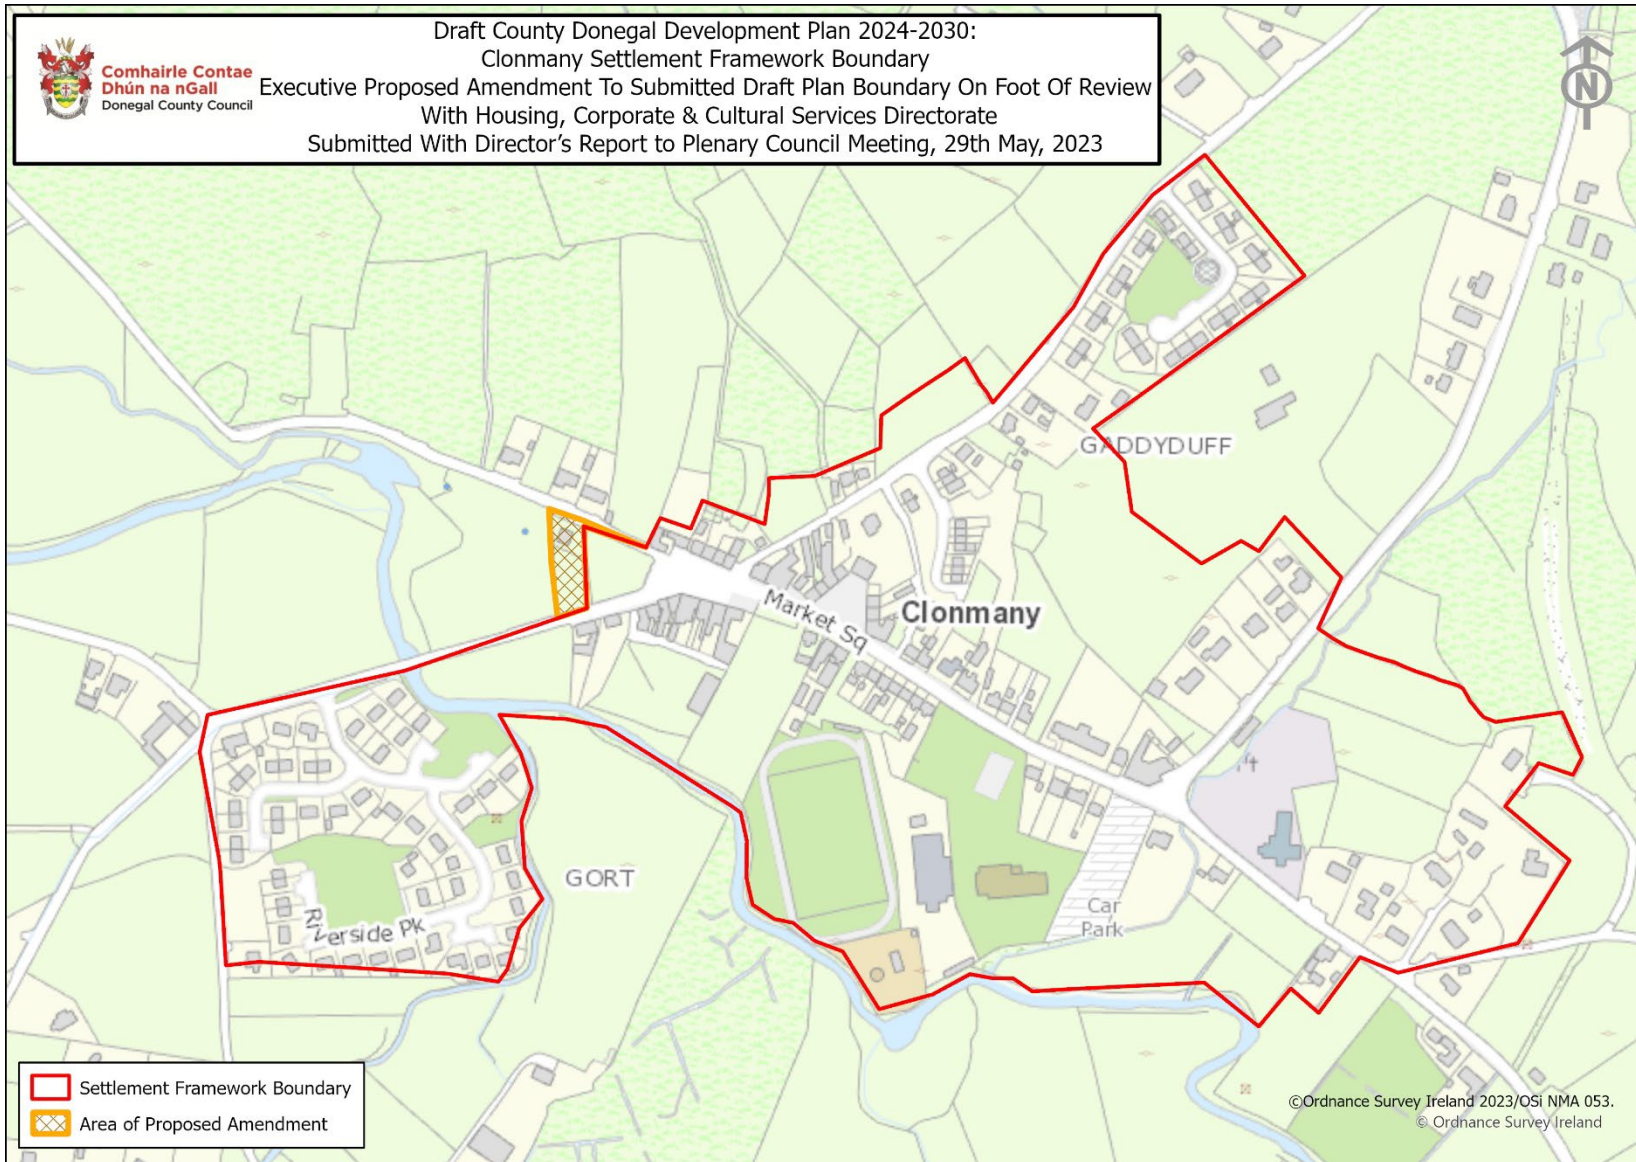 Comhairle Contae
Dhún na nGall
Donegal County Council
Draft County Donegal Development Plan 2024-2030:
Clonmany Settlement Framework Boundary
Executive Proposed Amendment To Submitted Draft Plan Boundary On Foot Of Review
With Housing, Corporate & Cultural Services Directorate
Submitted With Director's Report to Plenary Council Meeting, 29th May, 2023
N
GADDYDUFF
Market Sq
Clonmany
GORT
Riverside Pk
Car
Park
Settlement Framework Boundary
Area of Proposed Amendment
©Ordnance Survey Ireland 2023/OSi NMA 053.
© Ordnance Survey Ireland